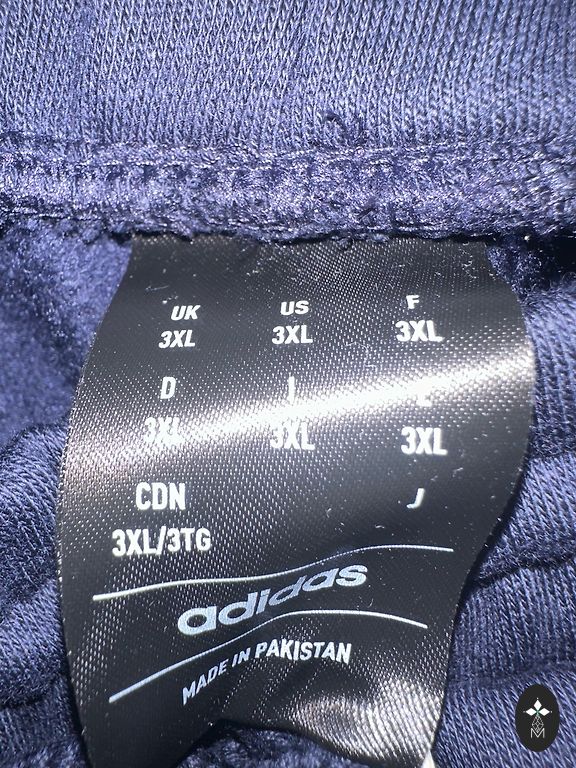 UK US F
3XL 3XL 3XL
D I E
3XL 3XL 3XL
CDN J
3XL/3TG
adidas
MADE IN PAKISTAN
M